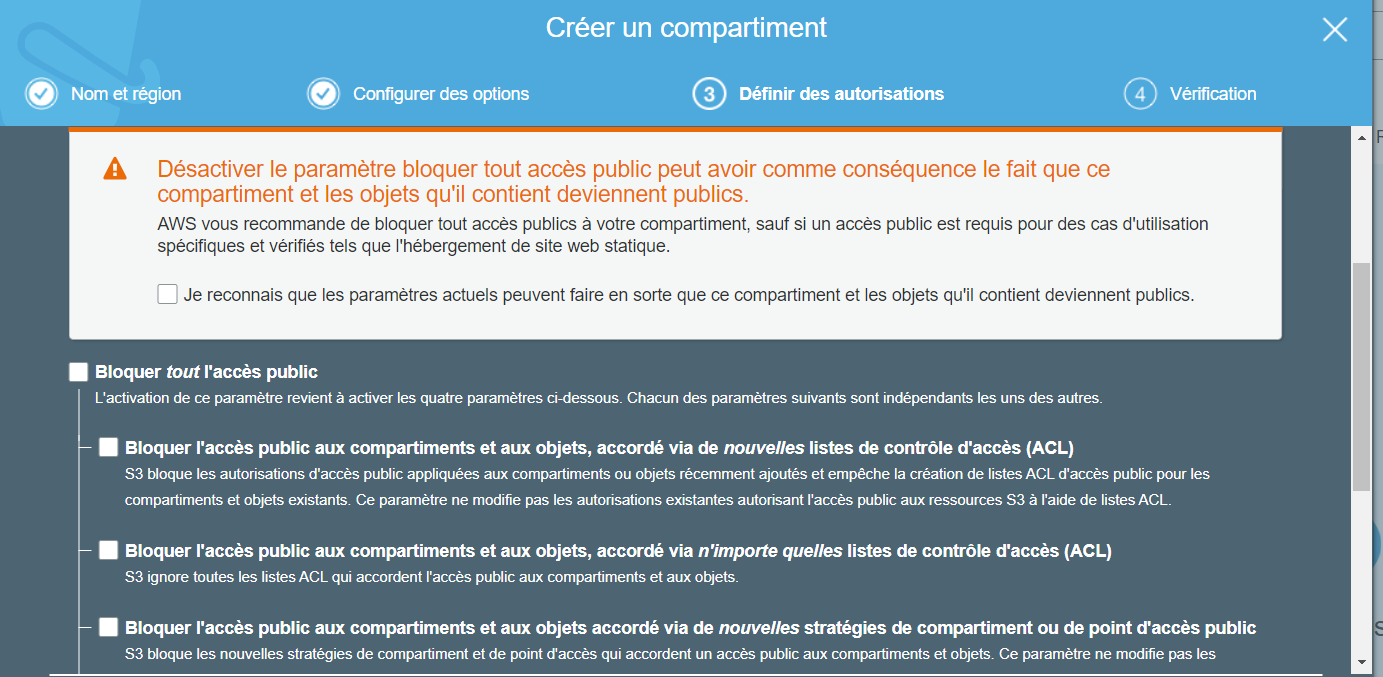 Créer un compartiment
Nom et région
Configurer des options
3 Définir des autorisations
4 Vérification
Désactiver le paramètre bloquer tout accès public peut avoir comme conséquence le fait que ce
compartiment et les objets qu'il contient deviennent publics.
AWS vous recommande de bloquer tout accès publics à votre compartiment, sauf si un accès public est requis pour des cas d'utilisation
spécifiques et vérifiés tels que l'hébergement de site web statique.
Je reconnais que les paramètres actuels peuvent faire en sorte que ce compartiment et les objets qu'il contient deviennent publics.
Bloquer tout l'accès public
L'activation de ce paramètre revient à activer les quatre paramètres ci-dessous. Chacun des paramètres suivants sont indépendants les uns des autres.
Bloquer l'accès public aux compartiments et aux objets, accordé via de nouvelles listes de contrôle d'accès (ACL)
S3 bloque les autorisations d'accès public appliquées aux compartiments ou objets récemment ajoutés et empêche la création de listes ACL d'accès public pour les
compartiments et objets existants. Ce paramètre ne modifie pas les autorisations existantes autorisant l'accès public aux ressources S3 à l'aide de listes ACL.
Bloquer l'accès public aux compartiments et aux objets, accordé via n'importe quelles listes de contrôle d'accès (ACL)
S3 ignore toutes les listes ACL qui accordent l'accès public aux compartiments et aux objets.
Bloquer l'accès public aux compartiments et aux objets accordé via de nouvelles stratégies de compartiment ou de point d'accès public
S3 bloque les nouvelles stratégies de compartiment et de point d'accès qui accordent un accès public aux compartiments et objets. Ce paramètre ne modifie pas les